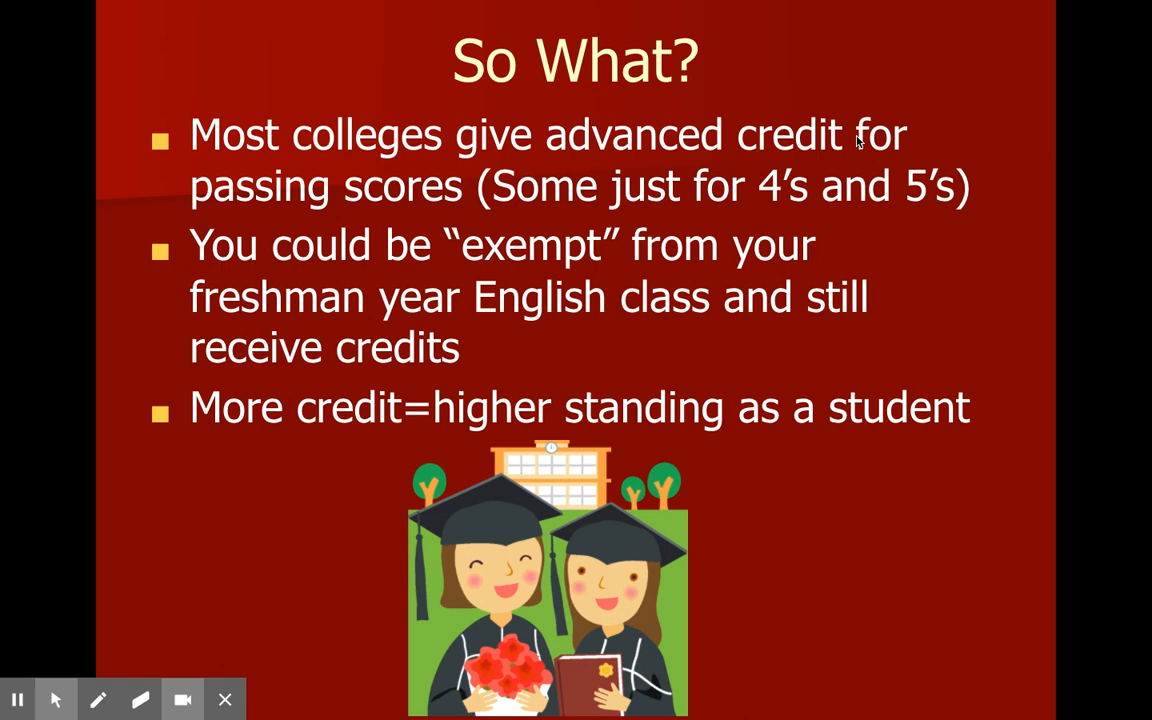 So What?
Most colleges give advanced credit for
passing scores (Some just for 4’s and 5’s)
You could be “exempt” from your
freshman year English class and still
receive credits
More credit=higher standing as a student